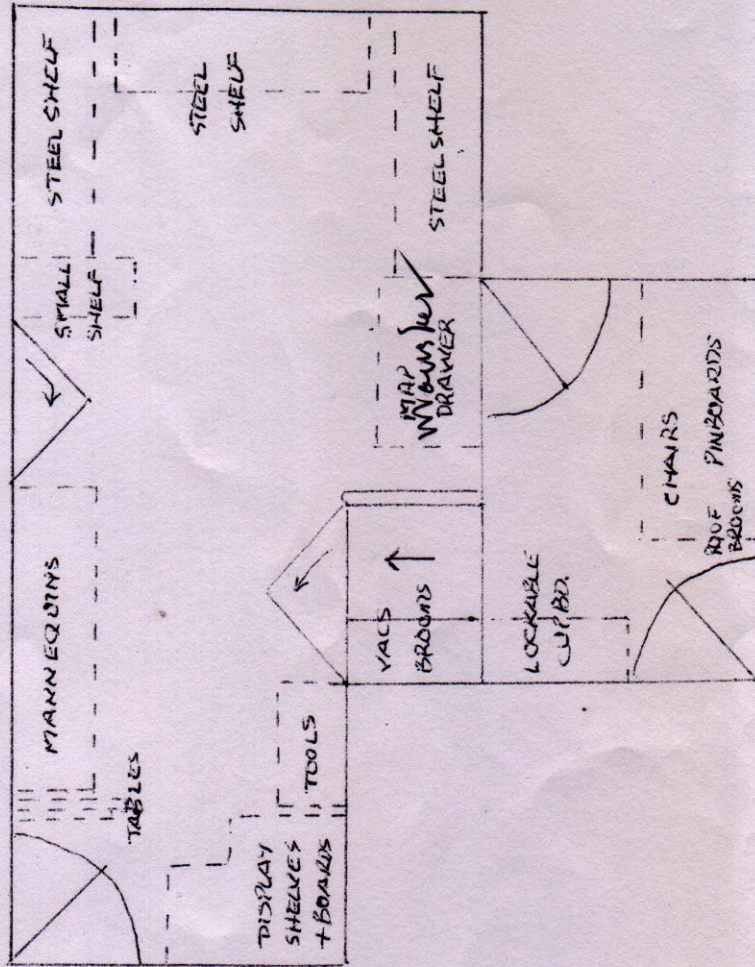 MANNEQUINS
SMALL
SHELF
STEEL SHELF
TABLES
STEEL
SHELF
DISPLAY
SHELVES
+ BOARDS
TOOLS
VACS
BROOMS
MAP
DRAWER
STEEL SHELF
LOCKABLE
CUPBD.
CHAIRS
PINBOARDS
BROOMS